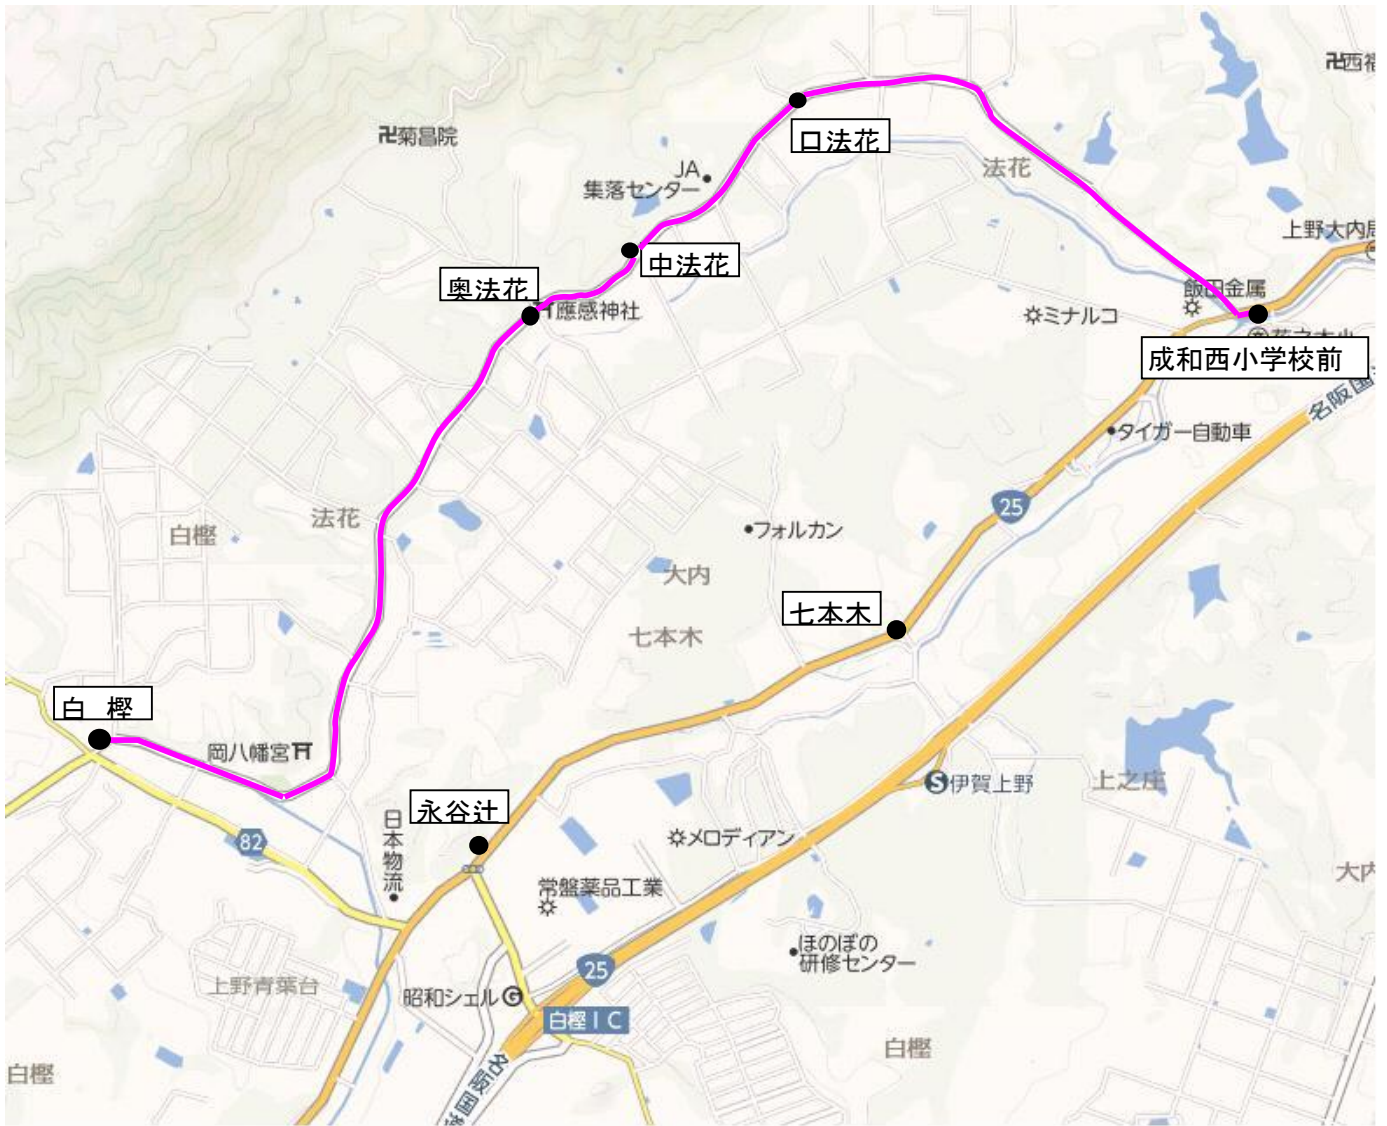 卍西福
卍菊昌院
口法花
JA
集落センター
法花
上野大内
中法花
奥法花
應感神社
飯田金属
ミナルコ
成和西小学校前
名阪国
タイガー自動車
25
法花
白樫
フォルカン
大内
七本木
七本木
白 樫
岡八幡宮
S伊賀上野
上之庄
永谷辻
日本物流
82
メロディアン
大内
常盤薬品工業
ほのぼの
研修センター
25
上野青葉台
昭和シェル
白樫IC
白樫
白樫
名阪国道